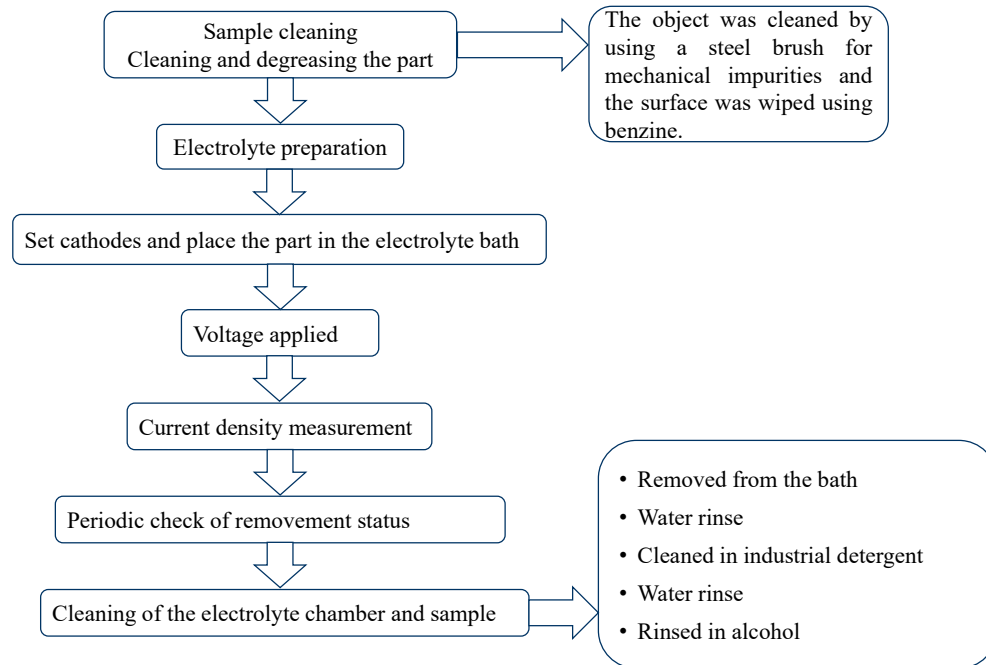 Sample cleaning
Cleaning and degreasing the part
The object was cleaned by
using a steel brush for
mechanical impurities and
the surface was wiped using
benzine.
Electrolyte preparation
Set cathodes and place the part in the electrolyte bath
Voltage applied
Current density measurement
Periodic check of removement status
Cleaning of the electrolyte chamber and sample
• Removed from the bath
• Water rinse
• Cleaned in industrial detergent
• Water rinse
• Rinsed in alcohol